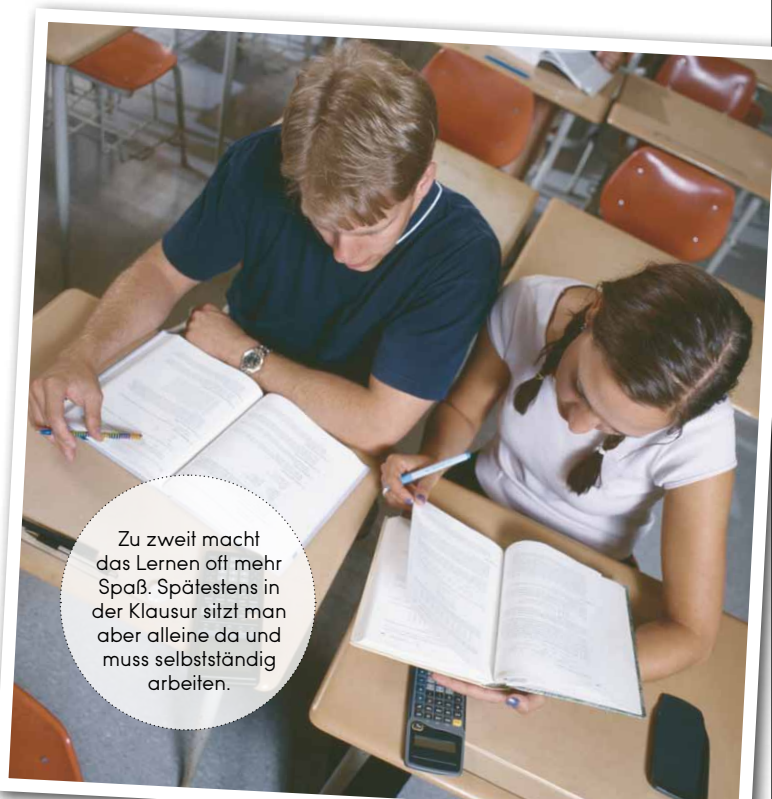 Zu zweit macht
das Lernen oft mehr
Spaß. Spätestens in
der Klausur sitzt man
aber alleine da und
muss selbstständig
arbeiten.